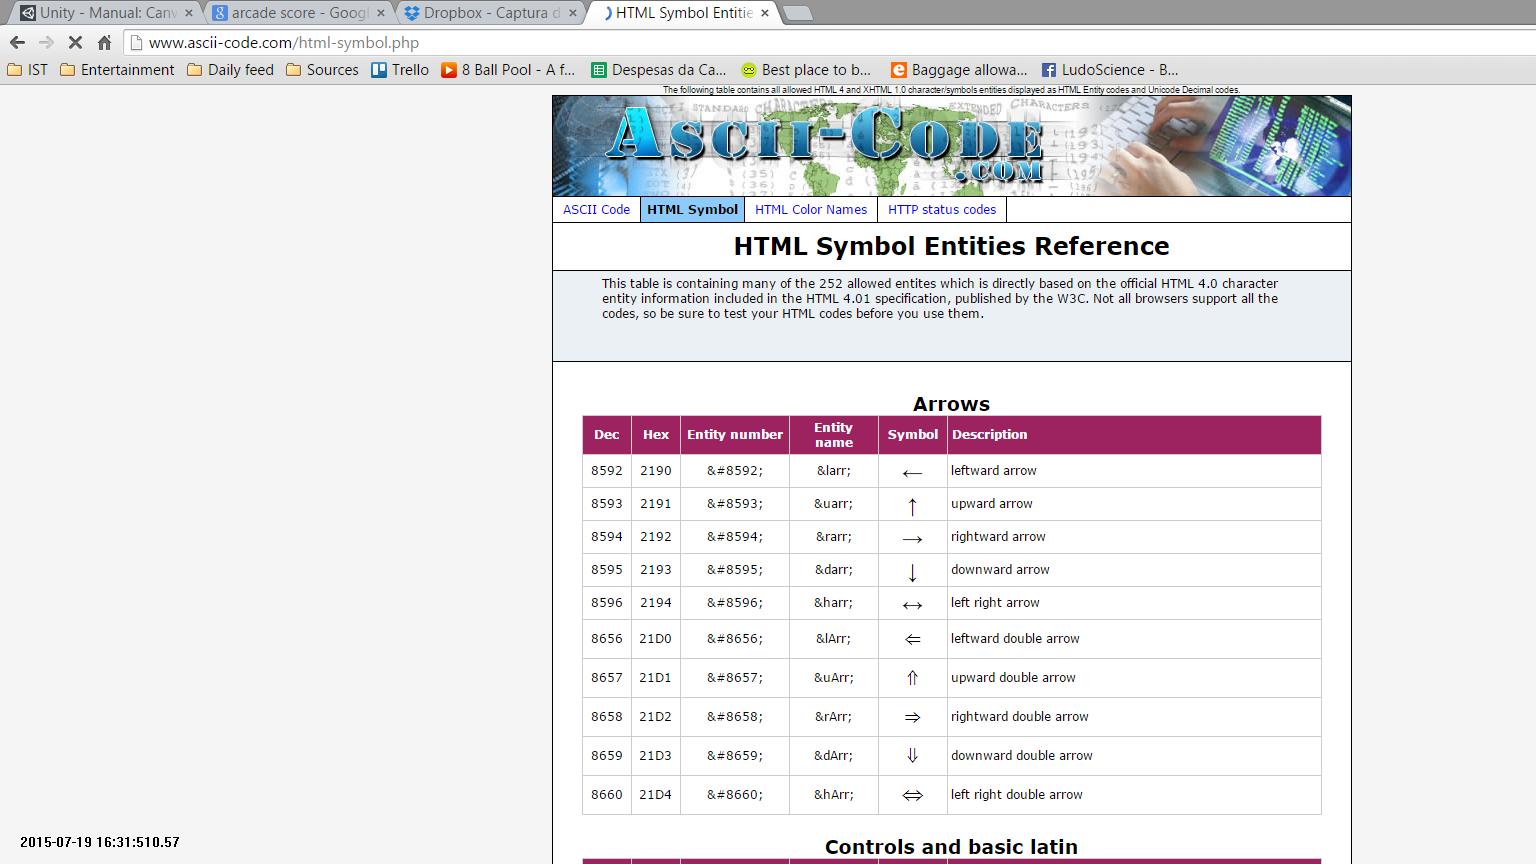 Unity - Manual: Canv
arcade score - Googl
Dropbox - Captura d
HTML Symbol Entitie
www.ascii-code.com/html-symbol.php
IST Entertainment Daily feed Sources Trello 8 Ball Pool - A f... Despesas da Ca... Best place to b... Baggage allowa... LudoScience - B...
The following table contains all allowed HTML 4 and XHTML 1.0 character/symbols entities displayed as HTML Entity codes and Unicode Decimal codes.
STANDARD CHARACTERS EXTENDED CHARACTERS
ASCII-CODE
.COM
ASCII Code HTML Symbol HTML Color Names HTTP status codes
HTML Symbol Entities Reference
This table is containing many of the 252 allowed entites which is directly based on the official HTML 4.0 character
entity information included in the HTML 4.01 specification, published by the W3C. Not all browsers support all the
codes, so be sure to test your HTML codes before you use them.
Arrows
Dec Hex Entity number Entity name Symbol Description
8592 2190 &#8592; &larr; ← leftward arrow
8593 2191 &#8593; &uarr; ↑ upward arrow
8594 2192 &#8594; &rarr; → rightward arrow
8595 2193 &#8595; &darr; ↓ downward arrow
8596 2194 &#8596; &harr; ↔ left right arrow
8656 21D0 &#8656; &lArr; ⇐ leftward double arrow
8657 21D1 &#8657; &uArr; ⇑ upward double arrow
8658 21D2 &#8658; &rArr; ⇒ rightward double arrow
8659 21D3 &#8659; &dArr; ⇓ downward double arrow
8660 21D4 &#8660; &hArr; ⇔ left right double arrow
2015-07-19 16:31:510.57
Controls and basic latin